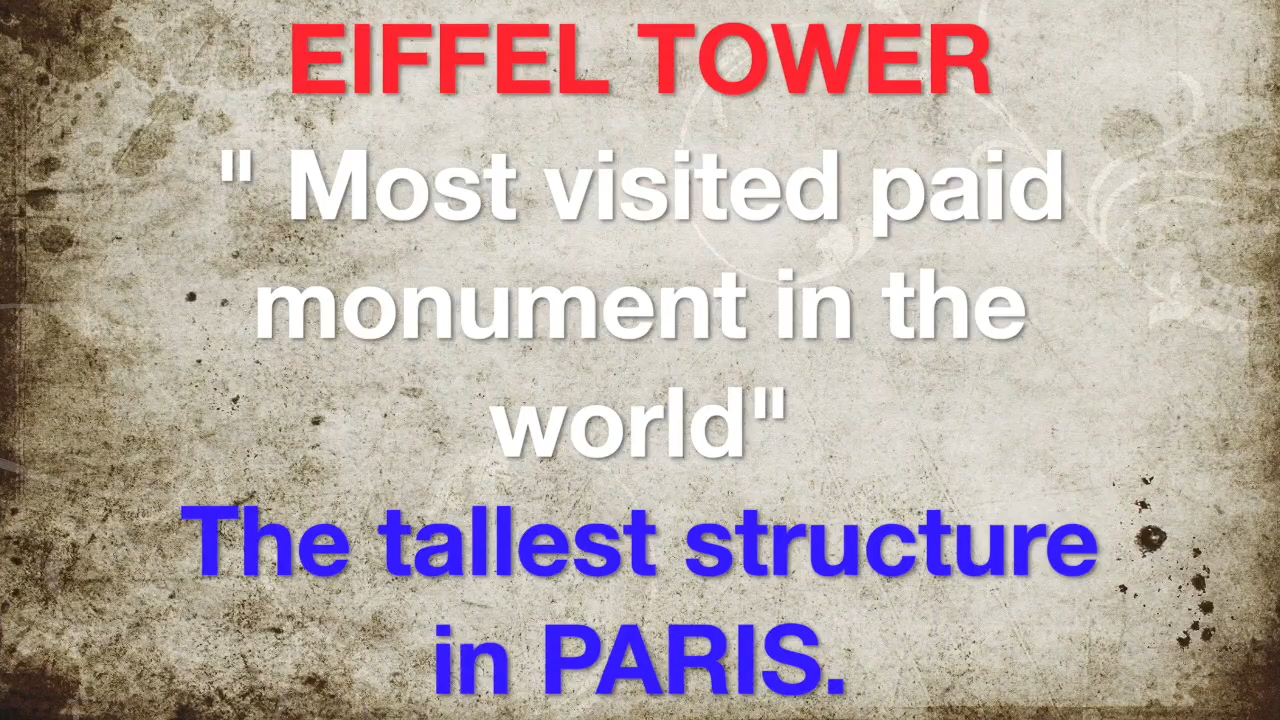 EIFFEL TOWER
" Most visited paid
monument in the
world"
The tallest structure
in PARIS.